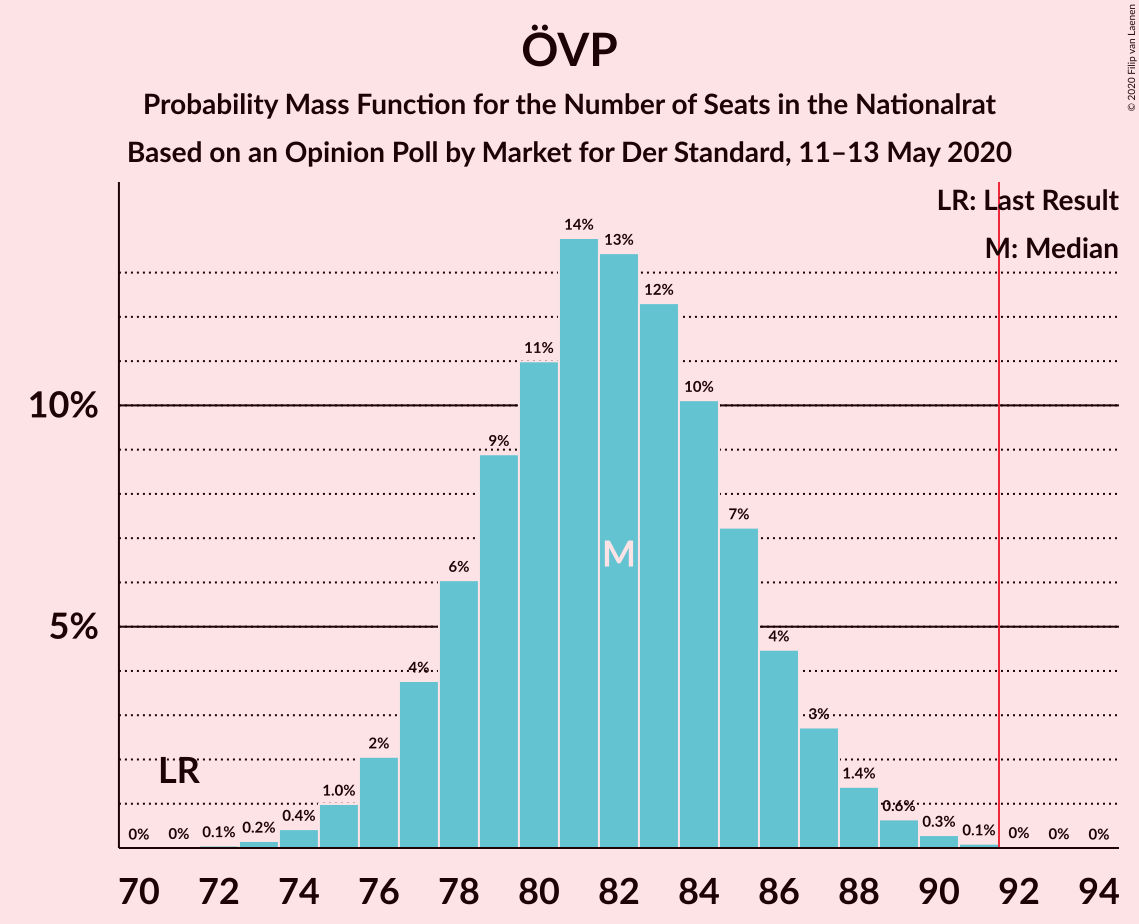 ÖVP
Probability Mass Function for the Number of Seats in the Nationalrat
Based on an Opinion Poll by Market for Der Standard, 11–13 May 2020
© 2020 Filip van Laenen
LR: Last Result
M: Median
14%
13%
12%
11%
10%
10%
9%
7%
M
6%
5%
4%
4%
3%
2%
LR
1.4%
1.0%
0.6%
0.4%
0.3%
0% 0% 0.1% 0.2% 0.1% 0% 0% 0%
70 72 74 76 78 80 82 84 86 88 90 92 94